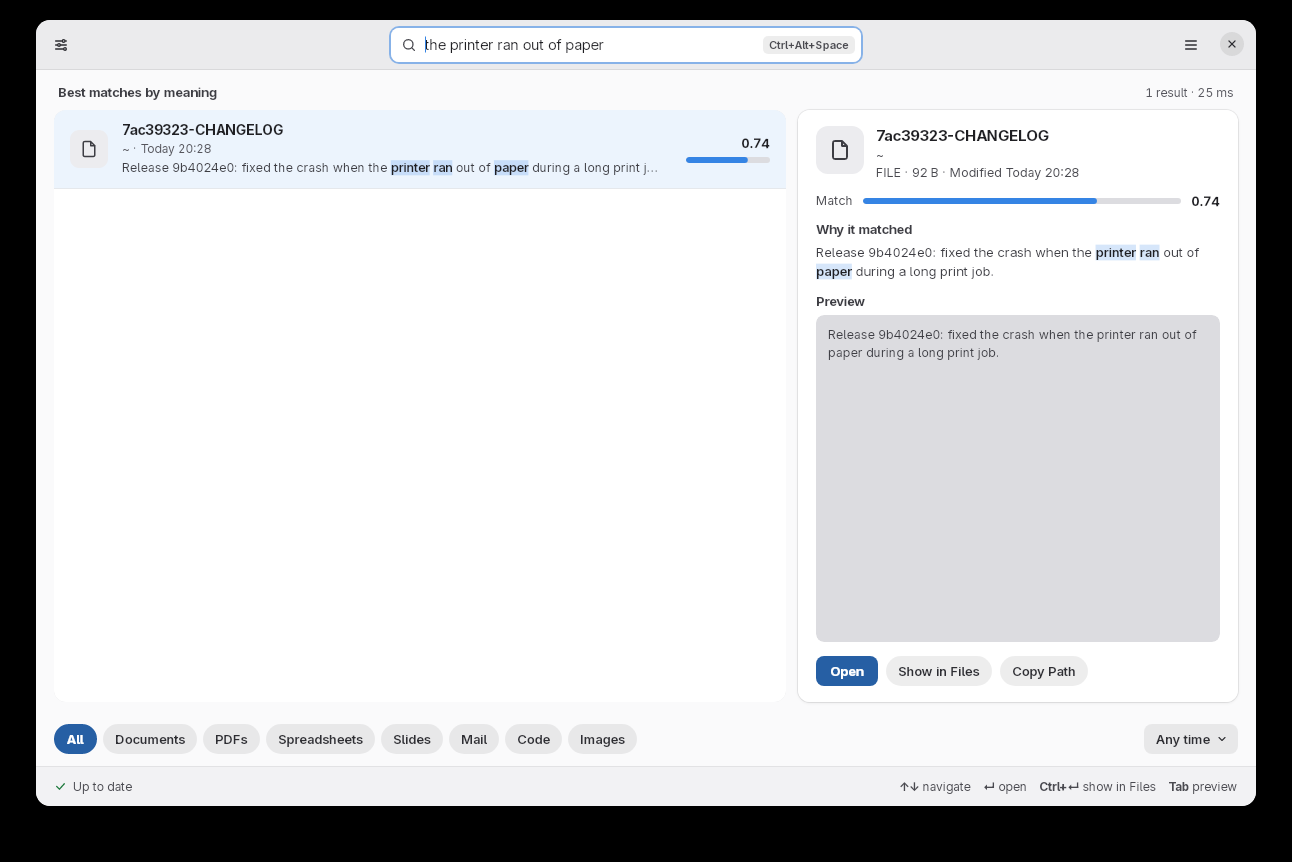 the printer ran out of paper
Ctrl+Alt+Space
Best matches by meaning
1 result · 25 ms
7ac39323-CHANGELOG
~ · Today 20:28
Release 9b4024e0: fixed the crash when the printer ran out of paper during a long print j…
0.74
7ac39323-CHANGELOG
~
FILE · 92 B · Modified Today 20:28
Match
0.74
Why it matched
Release 9b4024e0: fixed the crash when the printer ran out of
paper during a long print job.
Preview
Release 9b4024e0: fixed the crash when the printer ran out of
paper during a long print job.
Open
Show in Files
Copy Path
All
Documents
PDFs
Spreadsheets
Slides
Mail
Code
Images
Any time
Up to date
↑↓ navigate
↵ open
Ctrl+↵ show in Files
Tab preview